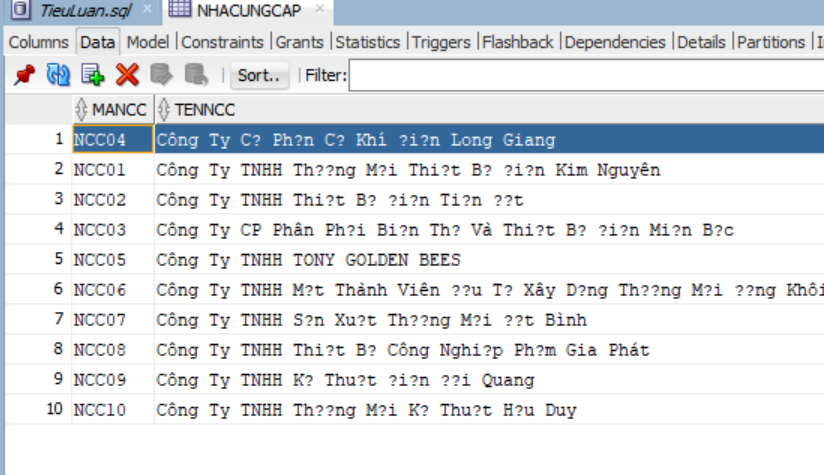 TieuLuan.sql × NHACUNGCAP ×
Columns Data Model Constraints Grants Statistics Triggers Flashback Dependencies Details Partitions
Sort.. Filter:
MANCC TENNCC
1 NCC04 Công Ty C? Ph?n C? Khí ?i?n Long Giang
2 NCC01 Công Ty TNHH Th??ng M?i Thi?t B? ?i?n Kim Nguyên
3 NCC02 Công Ty TNHH Thi?t B? ?i?n Ti?n ??t
4 NCC03 Công Ty CP Phân Ph?i Bi?n Th? Và Thi?t B? ?i?n Mi?n B?c
5 NCC05 Công Ty TNHH TONY GOLDEN BEES
6 NCC06 Công Ty TNHH M?t Thành Viên ??u T? Xây D?ng Th??ng M?i ??ng Khôi
7 NCC07 Công Ty TNHH S?n Xu?t Th??ng M?i ??t Bình
8 NCC08 Công Ty TNHH Thi?t B? Công Nghi?p Ph?m Gia Phát
9 NCC09 Công Ty TNHH K? Thu?t ?i?n ??i Quang
10 NCC10 Công Ty TNHH Th??ng M?i K? Thu?t H?u Duy